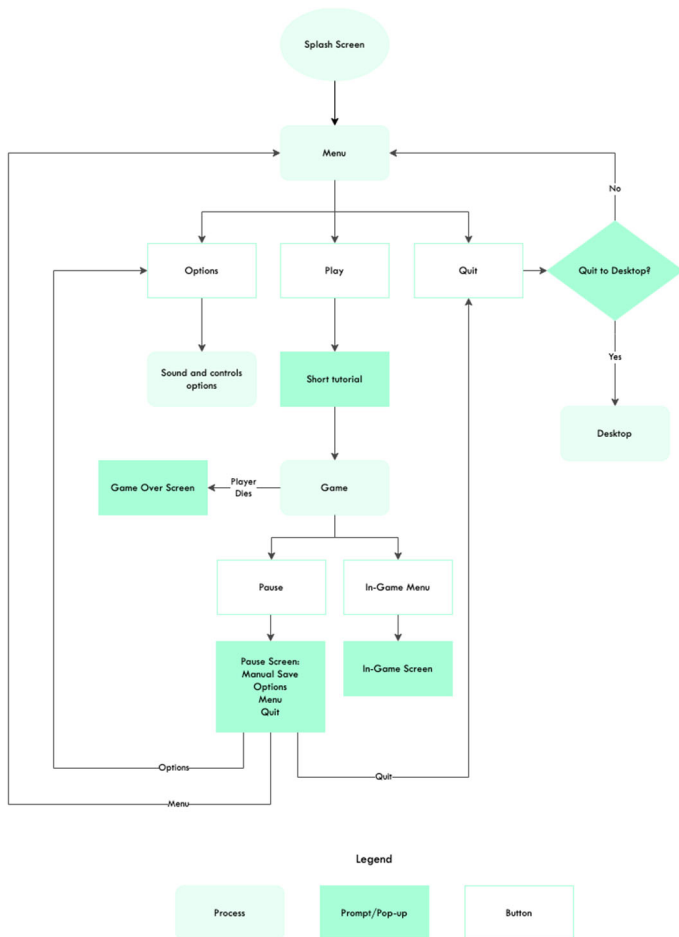 Splash Screen
Menu
No
Options
Play
Quit
Quit to Desktop?
Yes
Sound and controls
options
Short tutorial
Desktop
Game Over Screen
Player
Dies
Game
Pause
In-Game Menu
Pause Screen:
Manual Save
Options
Menu
Quit
In-Game Screen
Options
Quit
Menu
Legend
Process
Prompt/Pop-up
Button